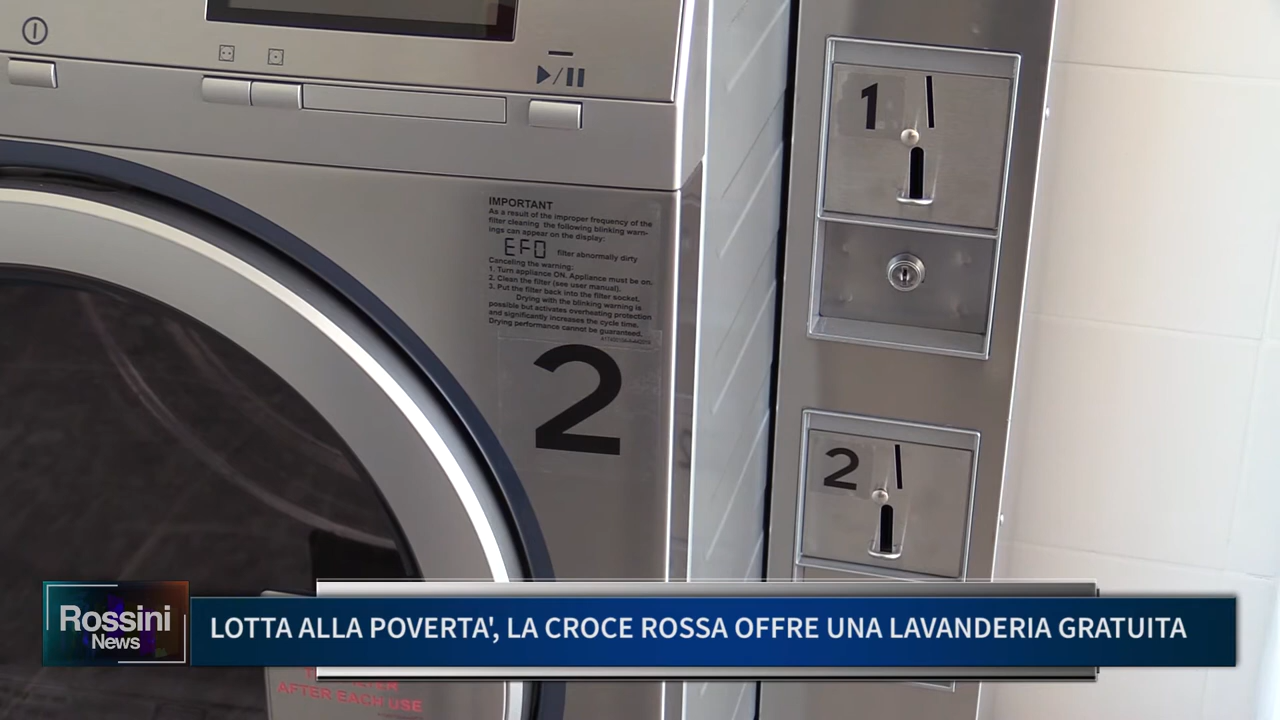 IMPORTANT
As a result of the improper frequency of the
filter cleaning the following blinking warn-
ings can appear on the display:
EF0 filter abnormally dirty
Canceling the warning:
1. Turn appliance ON. Appliance must be on.
2. Clean the filter (see user manual).
3. Put the filter back into the filter socket.
Drying with the blinking warning is
possible but activates overheating protection
and significantly increases the cycle time.
Drying performance cannot be guaranteed.
2
1
2
Rossini
News
LOTTA ALLA POVERTA', LA CROCE ROSSA OFFRE UNA LAVANDERIA GRATUITA
AFTER EACH USE